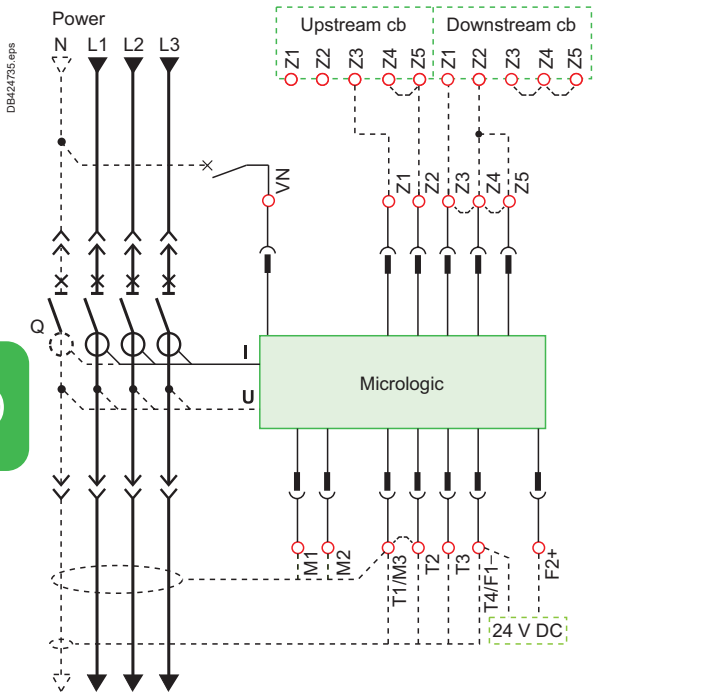 Power
N L1 L2 L3
DB424735.eps
Upstream cb Downstream cb
Z1 Z2 Z3 Z4 Z5 Z1 Z2 Z3 Z4 Z5
VN
Z1 Z2 Z3 Z4 Z5
Q
I
U
Micrologic
M1 M2 T1/M3 T2 T3 T4/F1– F2+
24 V DC